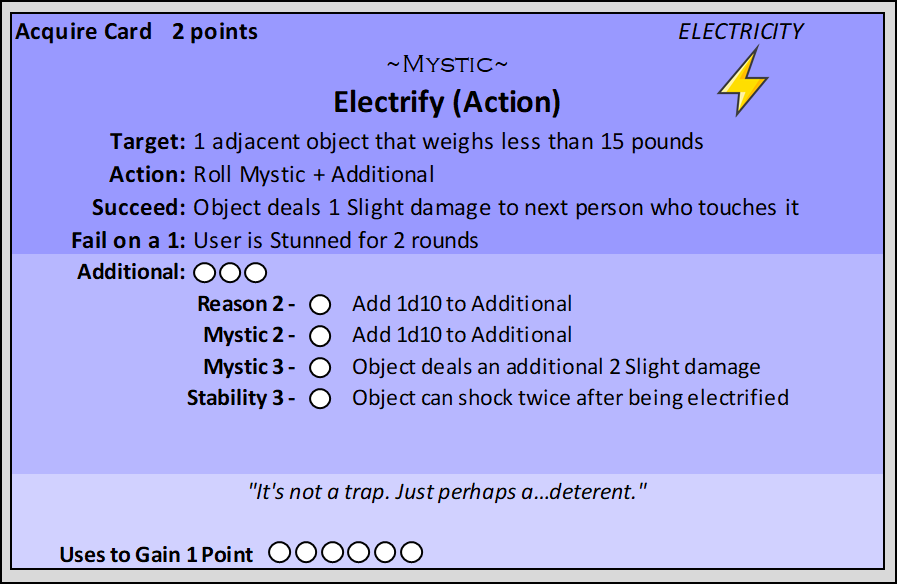 Acquire Card 2 points ELECTRICITY
~Mystic~
Electrify (Action)
Target: 1 adjacent object that weighs less than 15 pounds
Action: Roll Mystic + Additional
Succeed: Object deals 1 Slight damage to next person who touches it
Fail on a 1: User is Stunned for 2 rounds
Additional:
Reason 2 - Add 1d10 to Additional
Mystic 2 - Add 1d10 to Additional
Mystic 3 - Object deals an additional 2 Slight damage
Stability 3 - Object can shock twice after being electrified
"It's not a trap. Just perhaps a...deterent."
Uses to Gain 1 Point